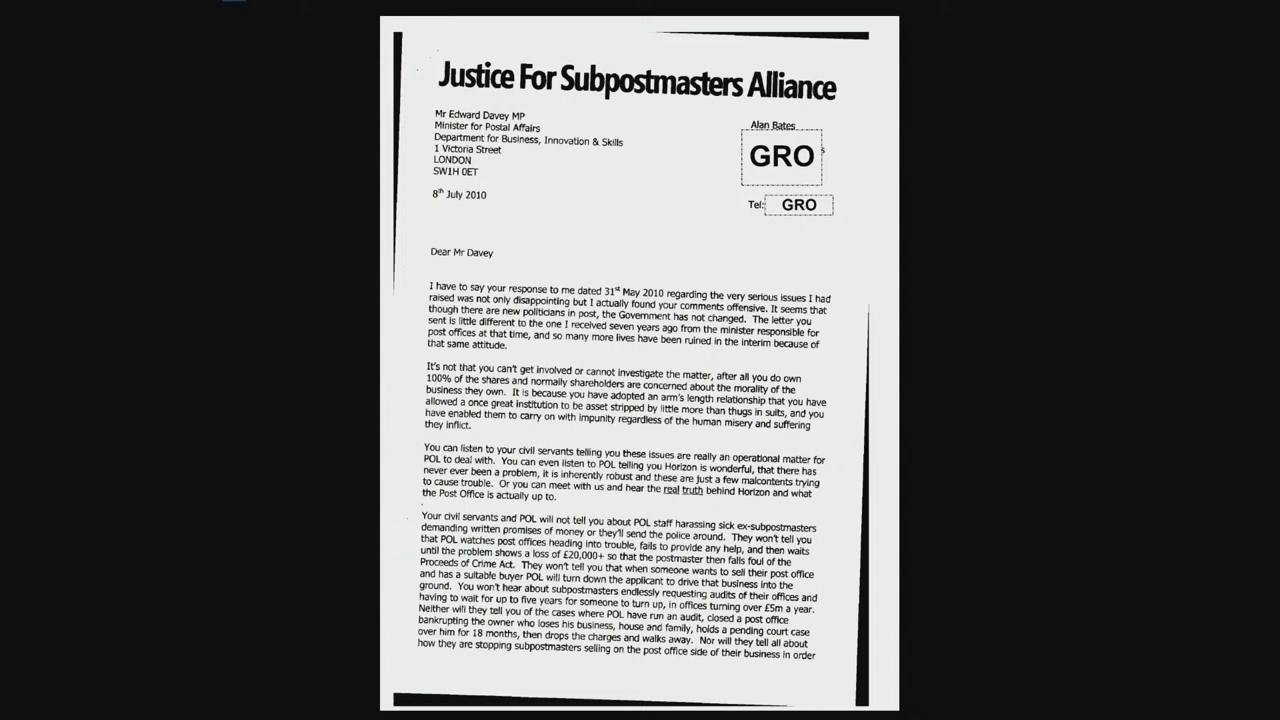 Justice For Subpostmasters Alliance
Mr Edward Davey MP
Minister for Postal Affairs
Department for Business, Innovation & Skills
1 Victoria Street
LONDON
SW1H 0ET
8th July 2010
Alan Bates
GRO
Tel: GRO
Dear Mr Davey
I have to say your response to me dated 31st May 2010 regarding the very serious issues I had
raised was not only disappointing but I actually found your comments offensive. It seems that
though there are new politicians in post, the Government has not changed. The letter you
sent is little different to the one I received seven years ago from the minister responsible for
post offices at that time, and so many more lives have been ruined in the interim because of
that same attitude.
It's not that you can't get involved or cannot investigate the matter, after all you do own
100% of the shares and normally shareholders are concerned about the morality of the
business they own. It is because you have adopted an arm's length relationship that you have
allowed a once great institution to be asset stripped by little more than thugs in suits, and you
have enabled them to carry on with impunity regardless of the human misery and suffering
they inflict.
You can listen to your civil servants telling you these issues are really an operational matter for
POL to deal with. You can even listen to POL telling you Horizon is wonderful, that there has
never ever been a problem, it is inherently robust and these are just a few malcontents trying
to cause trouble. Or you can meet with us and hear the real truth behind Horizon and what
the Post Office is actually up to.
Your civil servants and POL will not tell you about POL staff harassing sick ex-subpostmasters
demanding written promises of money or they'll send the police around. They won't tell you
that POL watches post offices heading into trouble, fails to provide any help, and then waits
until the problem shows a loss of £20,000+ so that the postmaster then falls foul of the
Proceeds of Crime Act. They won't tell you that when someone wants to sell their post office
and has a suitable buyer POL will turn down the applicant to drive that business into the
ground. You won't hear about subpostmasters endlessly requesting audits of their offices and
having to wait for up to five years for someone to turn up, in offices turning over £5m a year.
Neither will they tell you of the cases where POL have run an audit, closed a post office
bankrupting the owner who loses his business, house and family, holds a pending court case
over him for 18 months, then drops the charges and walks away. Nor will they tell all about
how they are stopping subpostmasters selling on the post office side of their business in order